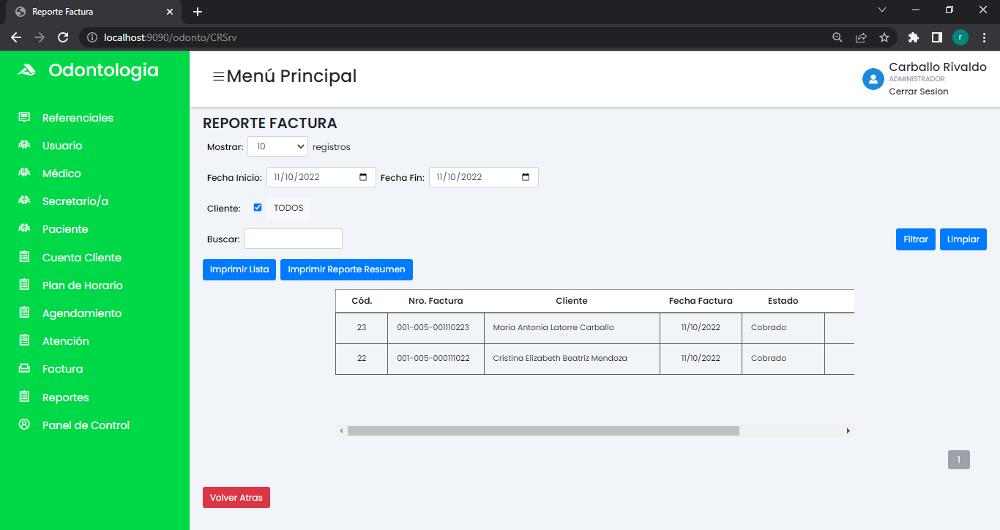 Reporte Factura
localhost:9090/odonto/CRSrv
r
Odontologia
Referenciales
Usuario
Médico
Secretario/a
Paciente
Cuenta Cliente
Plan de Horario
Agendamiento
Atención
Factura
Reportes
Panel de Control
Menú Principal
Carballo Rivaldo
ADMINISTRADOR
Cerrar Sesion
REPORTE FACTURA
Mostrar: 10 registros
Fecha Inicio: 11/10/2022 Fecha Fin: 11/10/2022
Cliente: TODOS
Buscar: Filtrar Limpiar
Imprimir Lista Imprimir Reporte Resumen
Cód. Nro. Factura Cliente Fecha Factura Estado
23 001-005-001110223 Maria Antonia Latorre Carballo 11/10/2022 Cobrado
22 001-005-000111022 Cristina Elizabeth Beatriz Mendoza 11/10/2022 Cobrado
1
Volver Atras